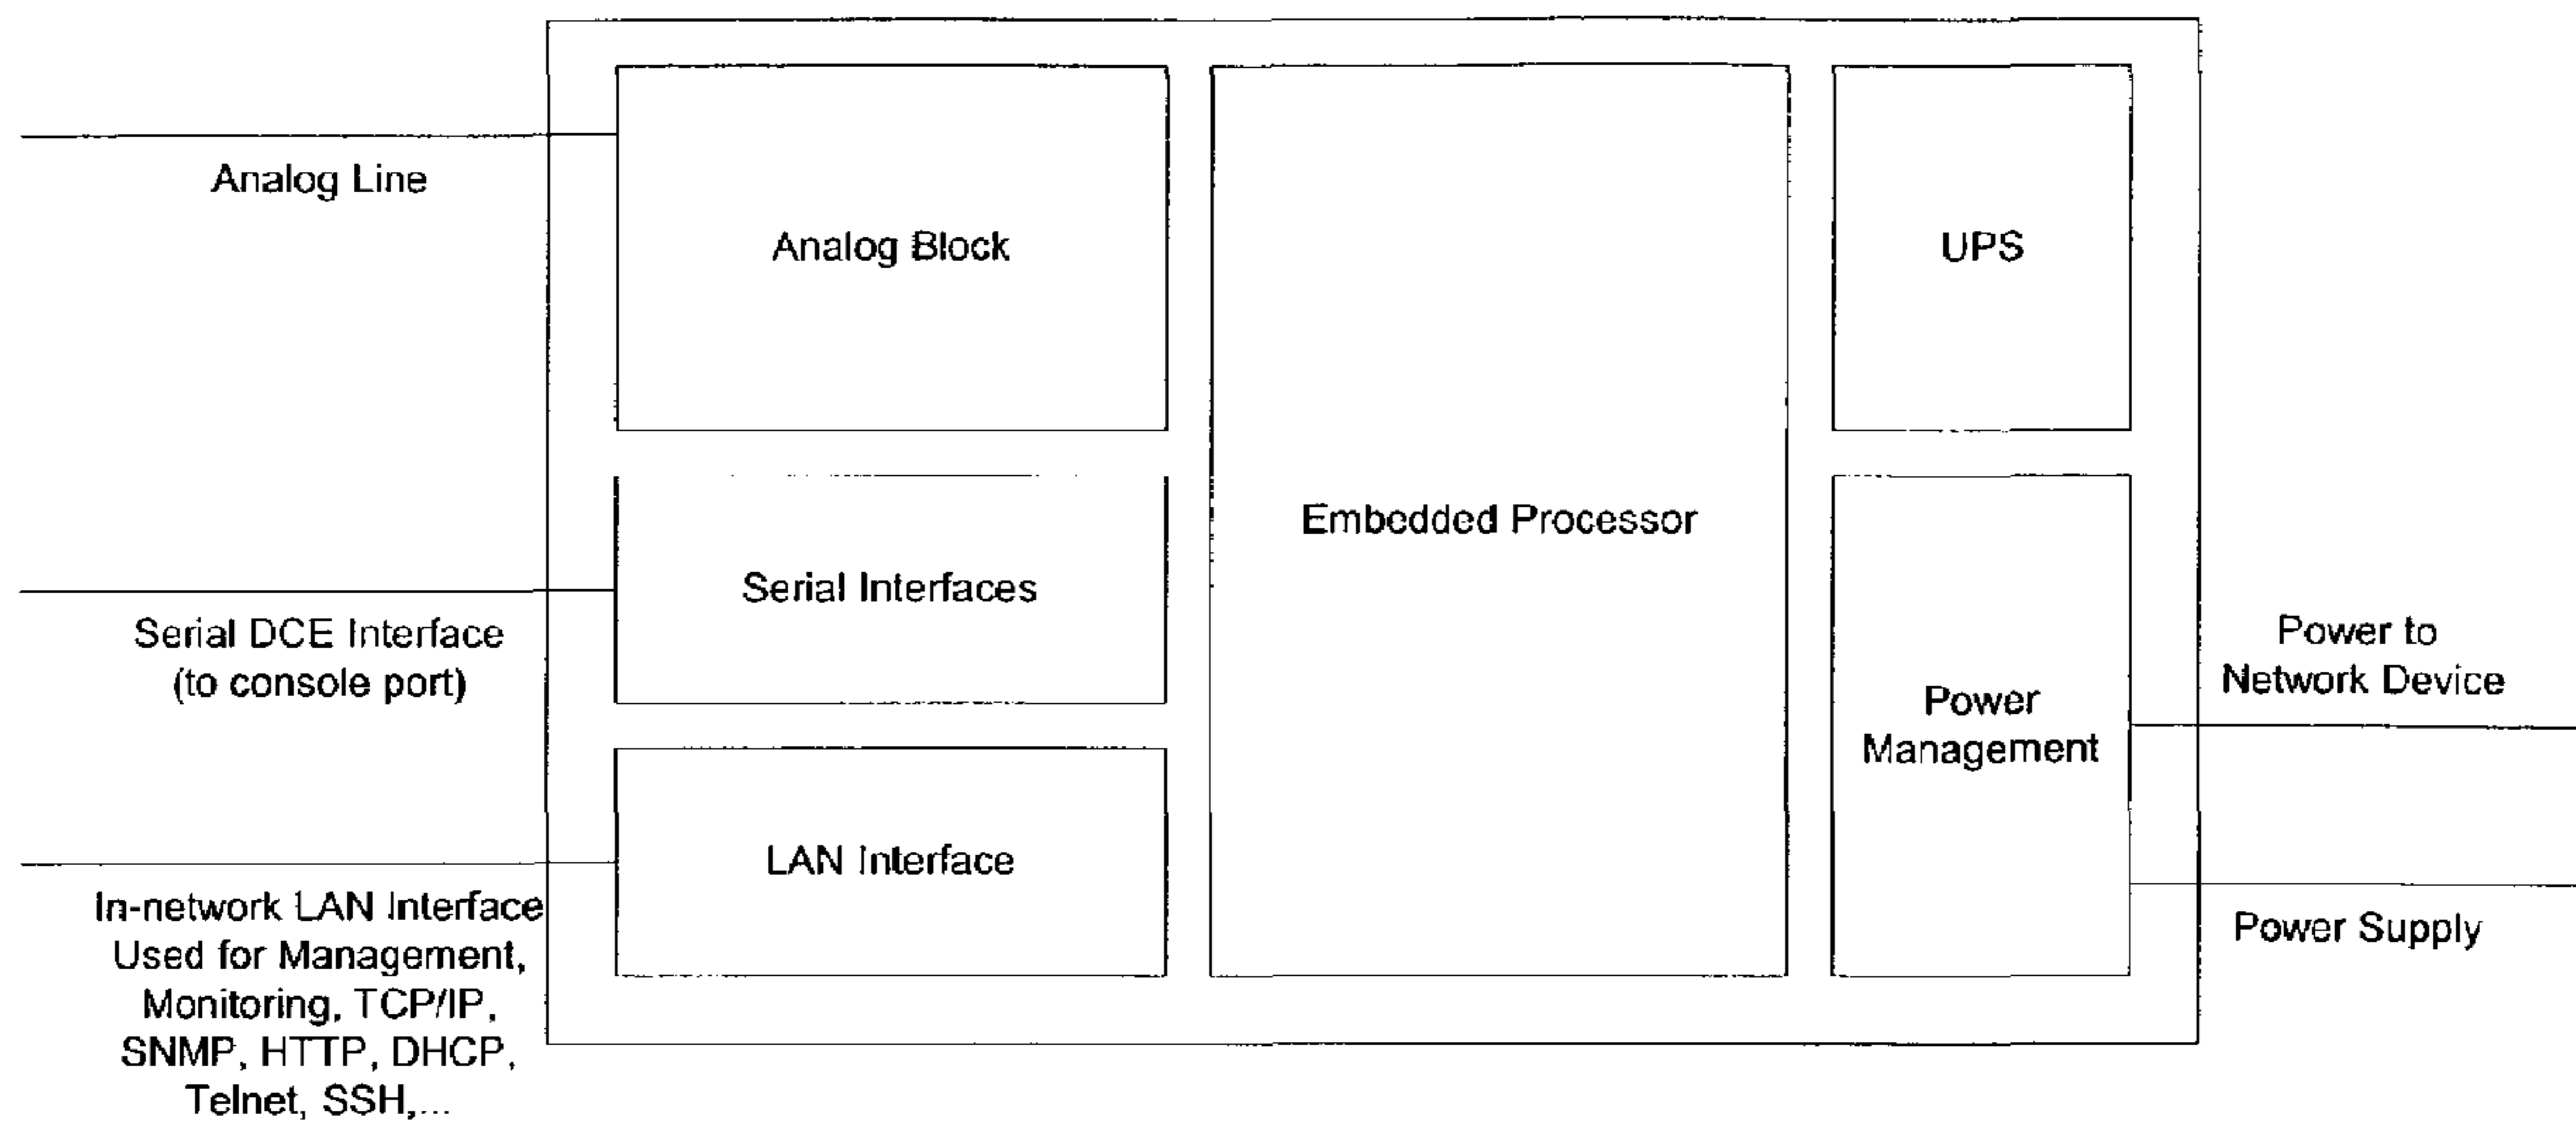 Analog Line
Analog Block
UPS
Embedded Processor
Serial Interfaces
Serial DCE Interface
(to console port)
Power to
Network Device
Power
Management
LAN Interface
In-network LAN Interface
Used for Management,
Monitoring, TCP/IP,
SNMP, HTTP, DHCP,
Telnet, SSH,...
Power Supply